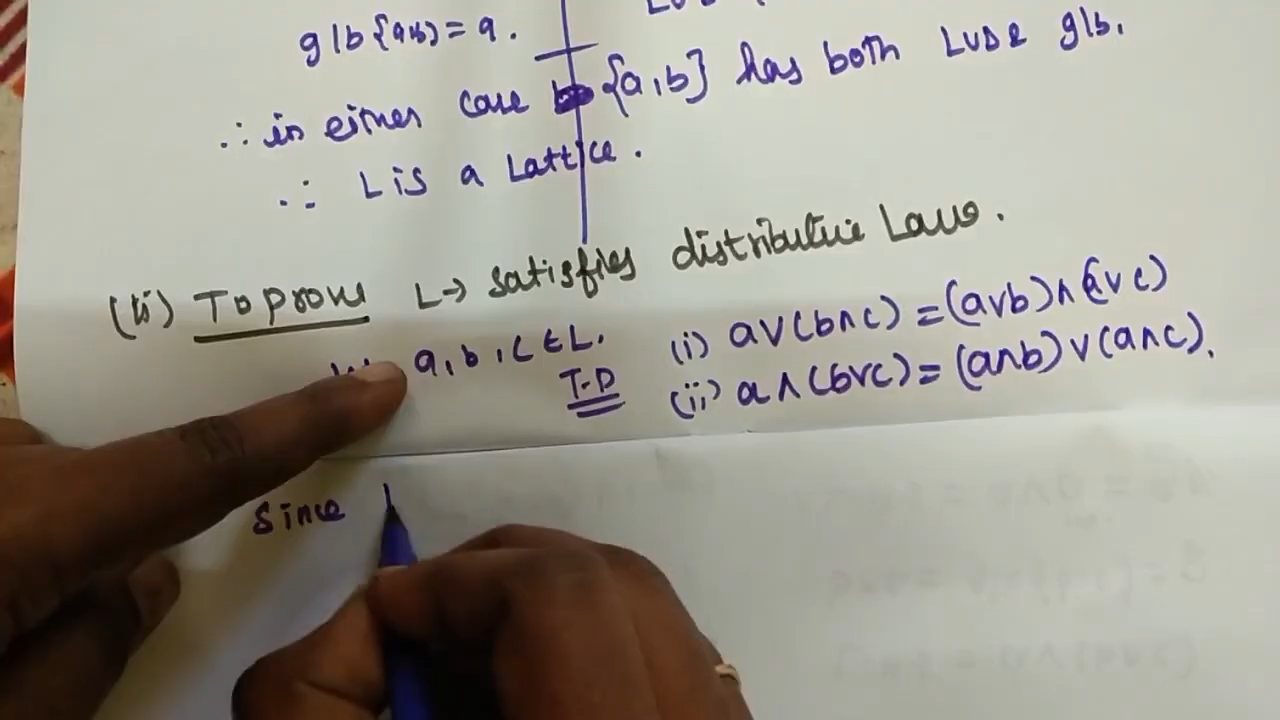 glb{a,b} = a.
∴ in either case {a,b} has both LUB & glb.
∴ L is a Lattice.
(ii) To prove L → satisfies distributive Laws.
a, b, c ∈ L.
T-P
(i) a∨(b∧c) = (a∨b)∧(a∨c)
(ii) a∧(b∨c) = (a∧b)∨(a∧c).
Since